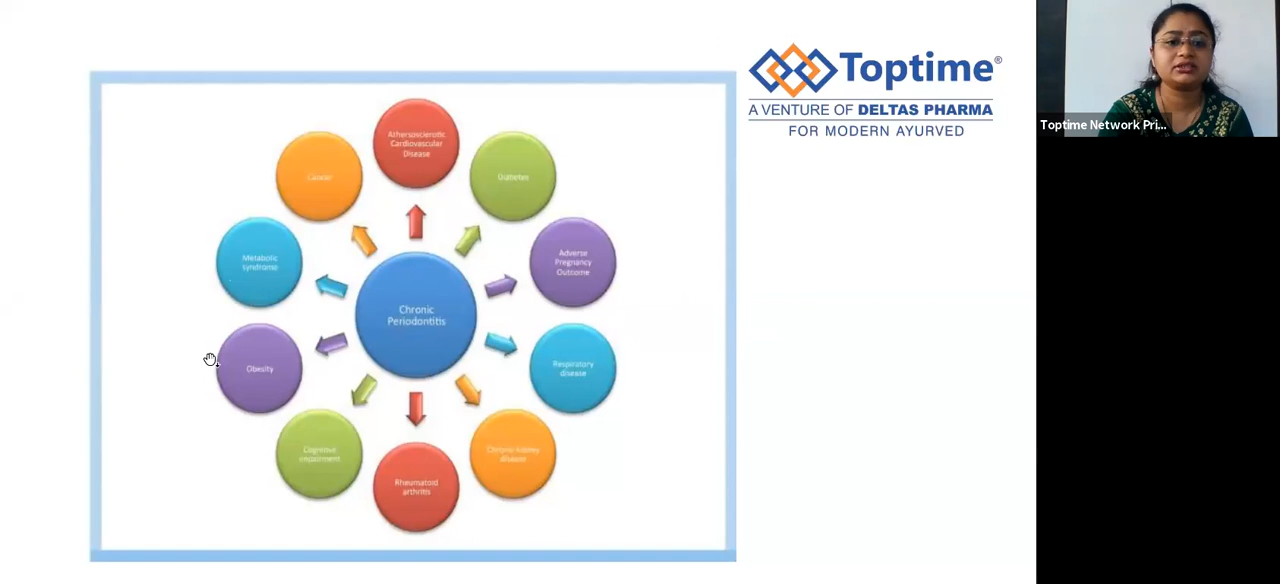 Toptime®
A VENTURE OF DELTAS PHARMA
FOR MODERN AYURVED
Toptime Network Pri...
Atherosclerotic
Cardiovascular
Disease
Diabetes
Adverse
Pregnancy
Outcome
Respiratory
disease
Chronic kidney
disease
Rheumatoid
arthritis
Cognitive
impairment
Obesity
Metabolic
syndrome
Cancer
Chronic
Periodontitis